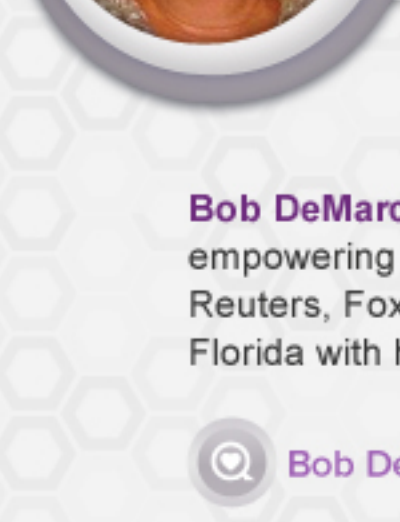 Bob DeMarc
empowering
Reuters, Fox
Florida with
Bob De